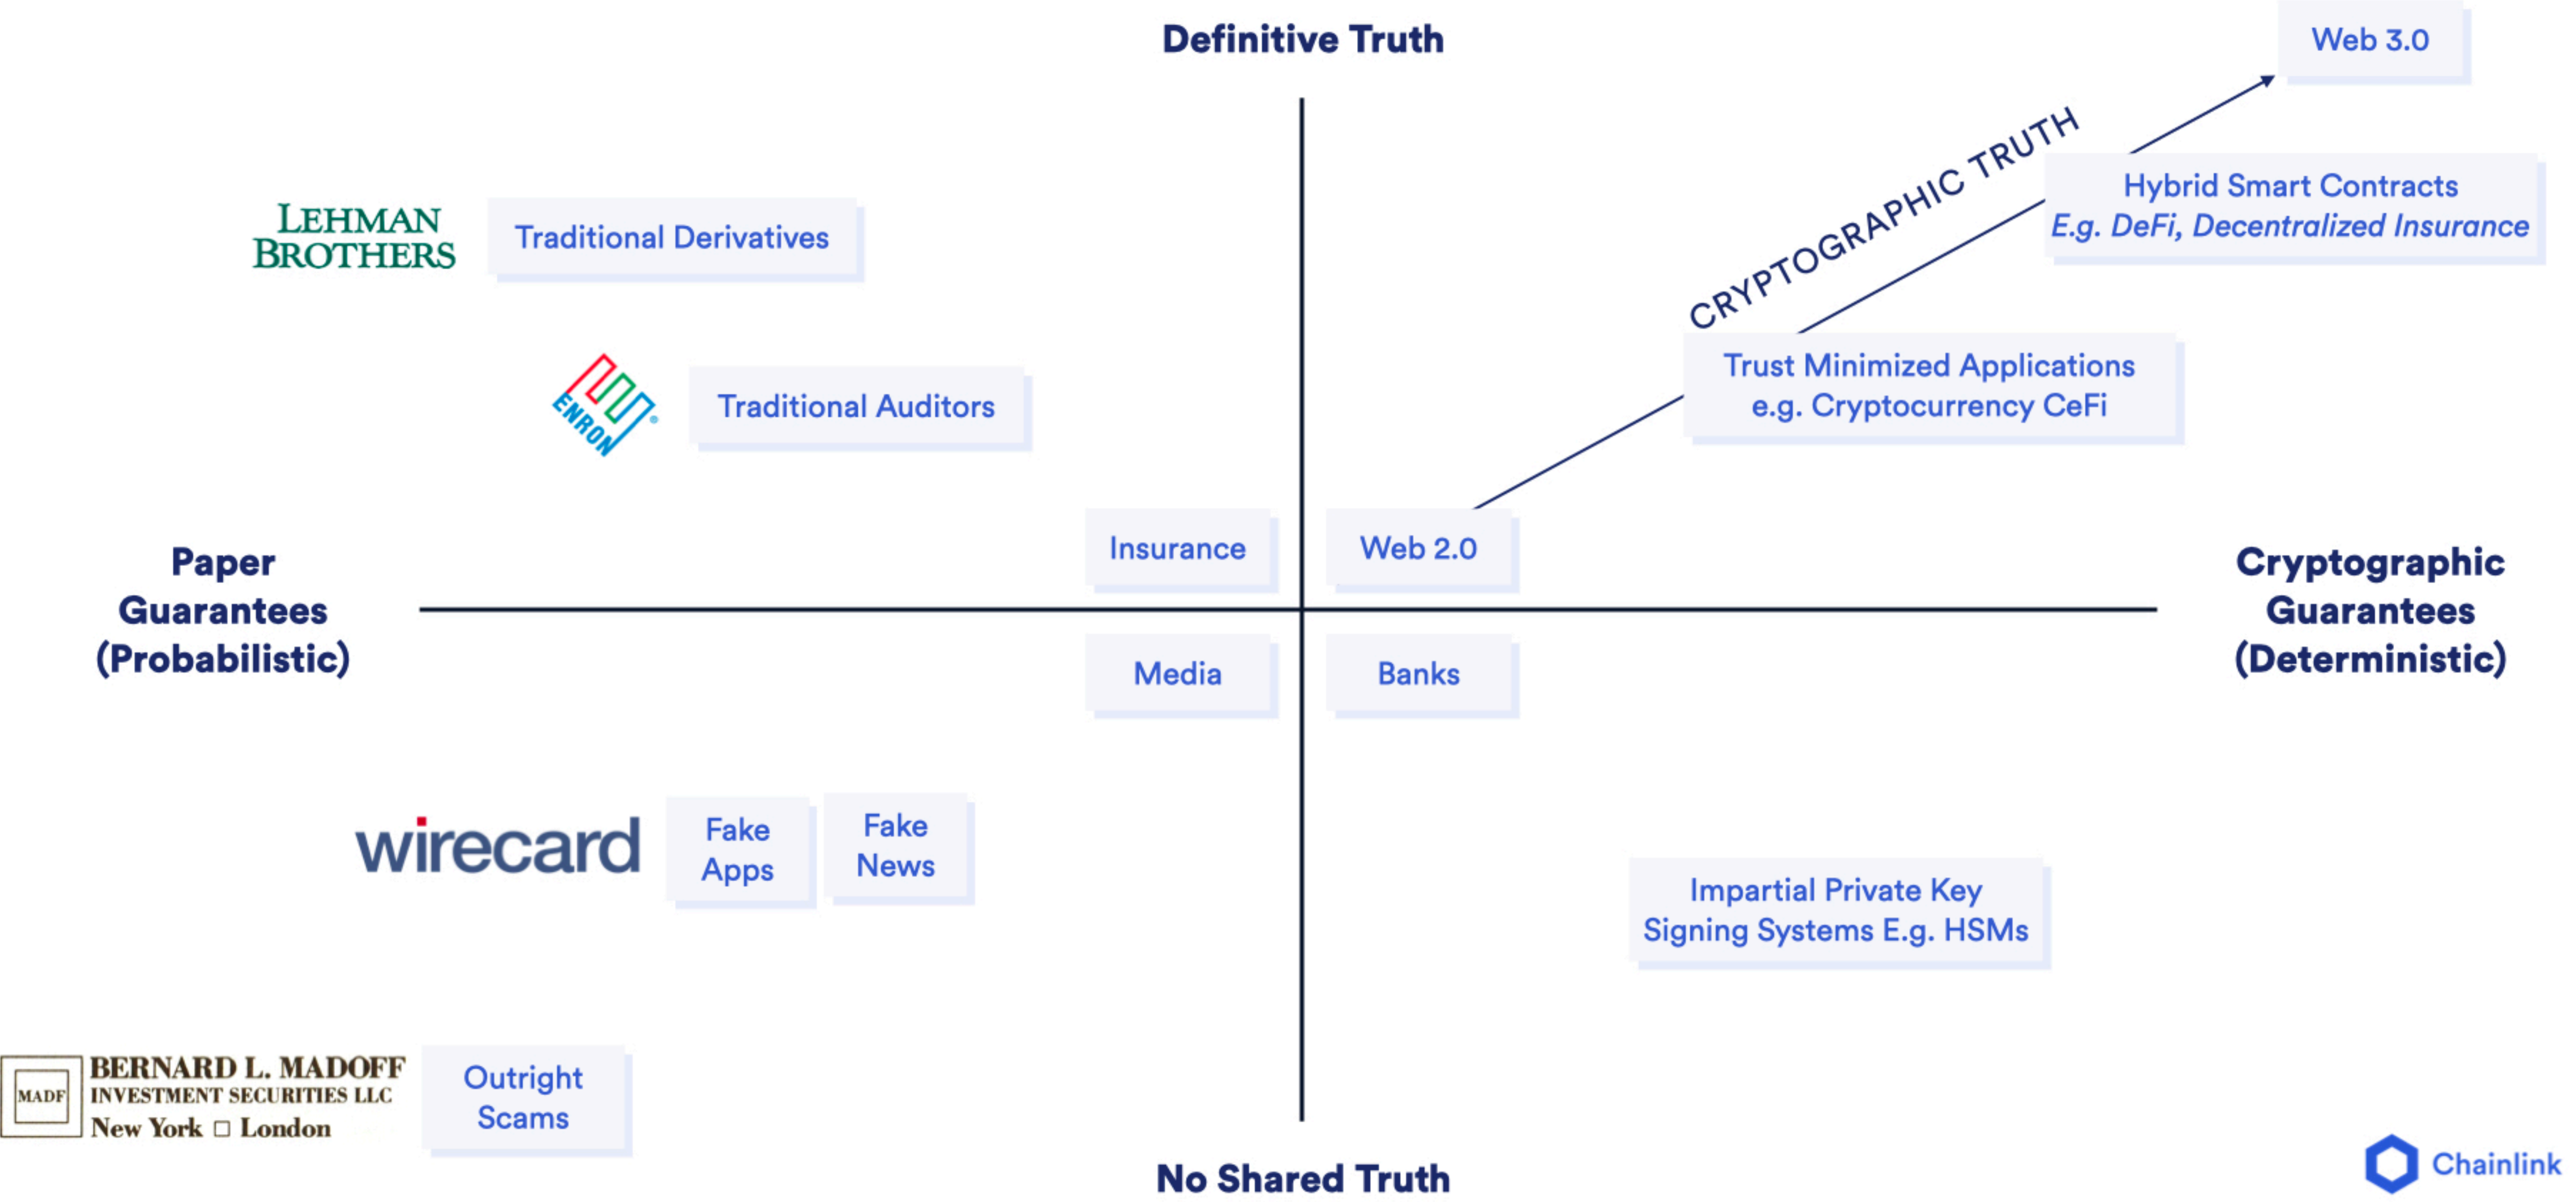 Definitive Truth
Web 3.0
CRYPTOGRAPHIC TRUTH
Hybrid Smart Contracts
E.g. DeFi, Decentralized Insurance
LEHMAN
BROTHERS
Traditional Derivatives
Trust Minimized Applications
e.g. Cryptocurrency CeFi
ENRON®
Traditional Auditors
Insurance
Web 2.0
Paper
Guarantees
(Probabilistic)
Cryptographic
Guarantees
(Deterministic)
Media
Banks
wirecard
Fake
Apps
Fake
News
Impartial Private Key
Signing Systems E.g. HSMs
MADF
BERNARD L. MADOFF
INVESTMENT SECURITIES LLC
New York □ London
Outright
Scams
No Shared Truth
Chainlink